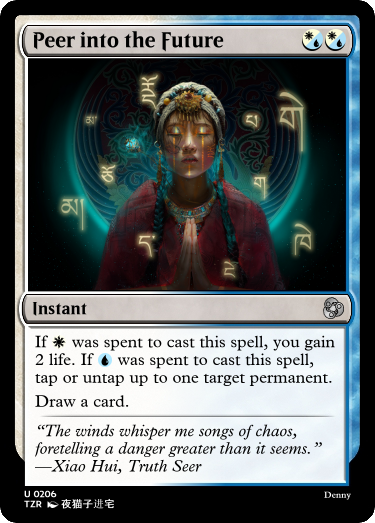 Peer into the Future
Instant
If was spent to cast this spell, you gain
2 life. If was spent to cast this spell,
tap or untap up to one target permanent.
Draw a card.
“The winds whisper me songs of chaos,
foretelling a danger greater than it seems.”
—Xiao Hui, Truth Seer
U 0206
Denny
TZR 夜猫子进宅